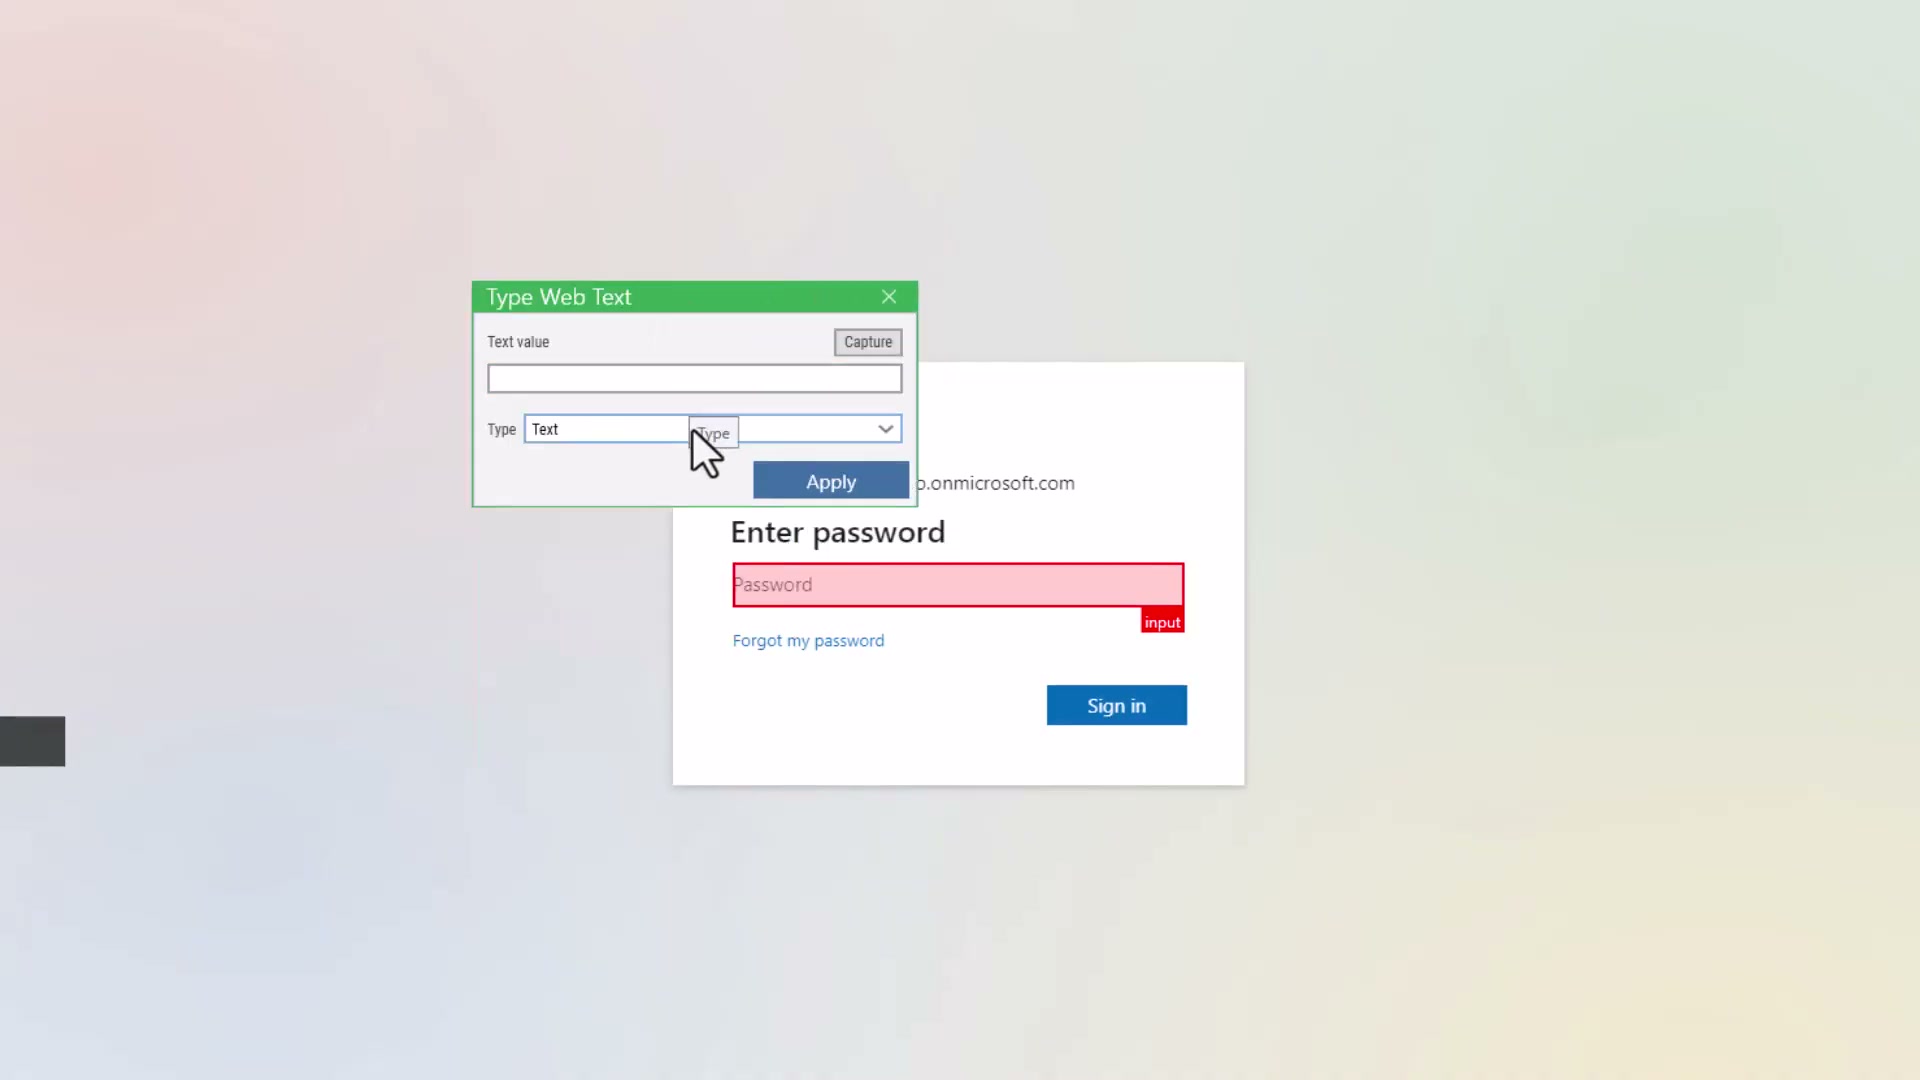 Type Web Text
Text value
Capture
Type
Text
Type
Apply
.onmicrosoft.com
Enter password
Password
input
Forgot my password
Sign in